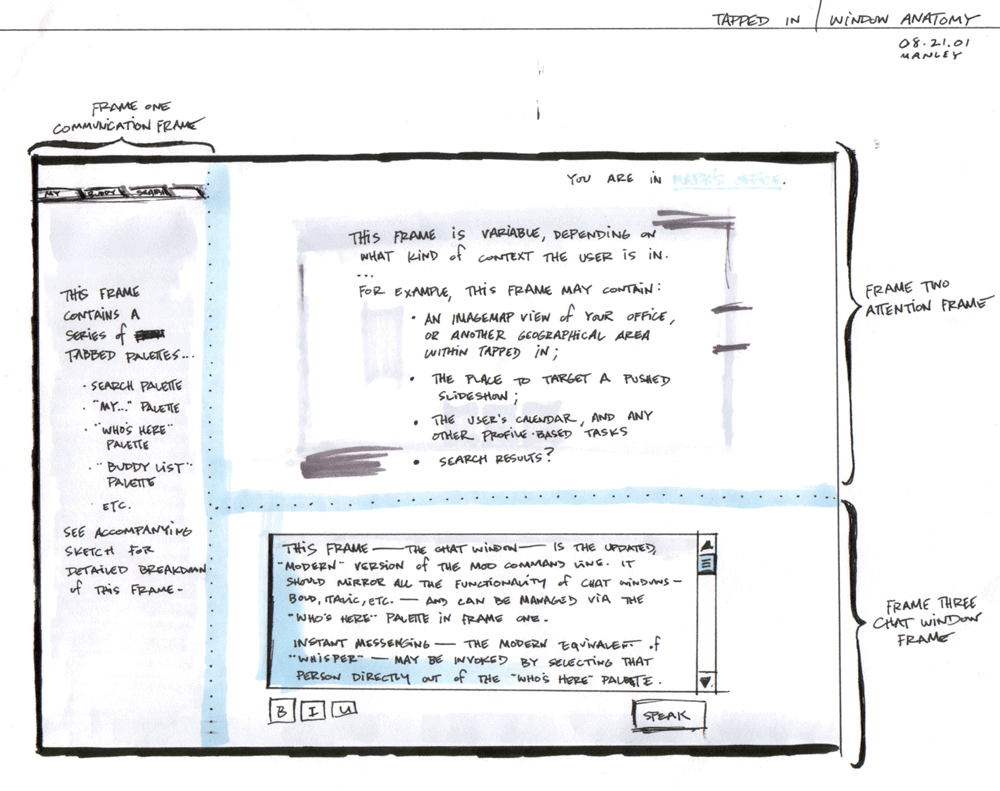 TAPPED IN / WINDOW ANATOMY
08.21.01
MANLEY
FRAME ONE
COMMUNICATION FRAME
MY
BUDDY
SEARCH
YOU ARE IN MARK'S OFFICE.
THIS FRAME
CONTAINS A
SERIES of
TABBED PALETTES...
• SEARCH PALETTE
• "MY..." PALETTE
• "WHO'S HERE"
PALETTE
• "BUDDY LIST"
PALETTE
ETC.
SEE ACCOMPANYING
SKETCH FOR
DETAILED BREAKDOWN
of THIS FRAME-
THIS FRAME IS VARIABLE, DEPENDING ON
WHAT KIND of CONTEXT THE USER IS IN.
...
FOR EXAMPLE, THIS FRAME MAY CONTAIN:
• AN IMAGEMAP VIEW of YOUR OFFICE,
OR ANOTHER GEOGRAPHICAL AREA
WITHIN TAPPED IN;
• THE PLACE TO TARGET A PUSHED
SLIDESHOW;
• THE USER'S CALENDAR, AND ANY
OTHER PROFILE-BASED TASKS
• SEARCH RESULTS?
FRAME TWO
ATTENTION FRAME
THIS FRAME — THE CHAT WINDOW — IS THE UPDATED,
"MODERN" VERSION OF THE MOO COMMAND LINE. IT
SHOULD MIRROR ALL THE FUNCTIONALITY of CHAT WINDOWS -
BOLD, ITALIC, ETC. — AND CAN BE MANAGED VIA THE
"WHO'S HERE" PALETTE IN FRAME ONE.
INSTANT MESSENGING — THE MODERN EQUIVALENT of
"WHISPER" — MAY BE INVOKED BY SELECTING THAT
PERSON DIRECTLY OUT OF THE "WHO'S HERE" PALETTE.
B I U
SPEAK
FRAME THREE
CHAT WINDOW
FRAME